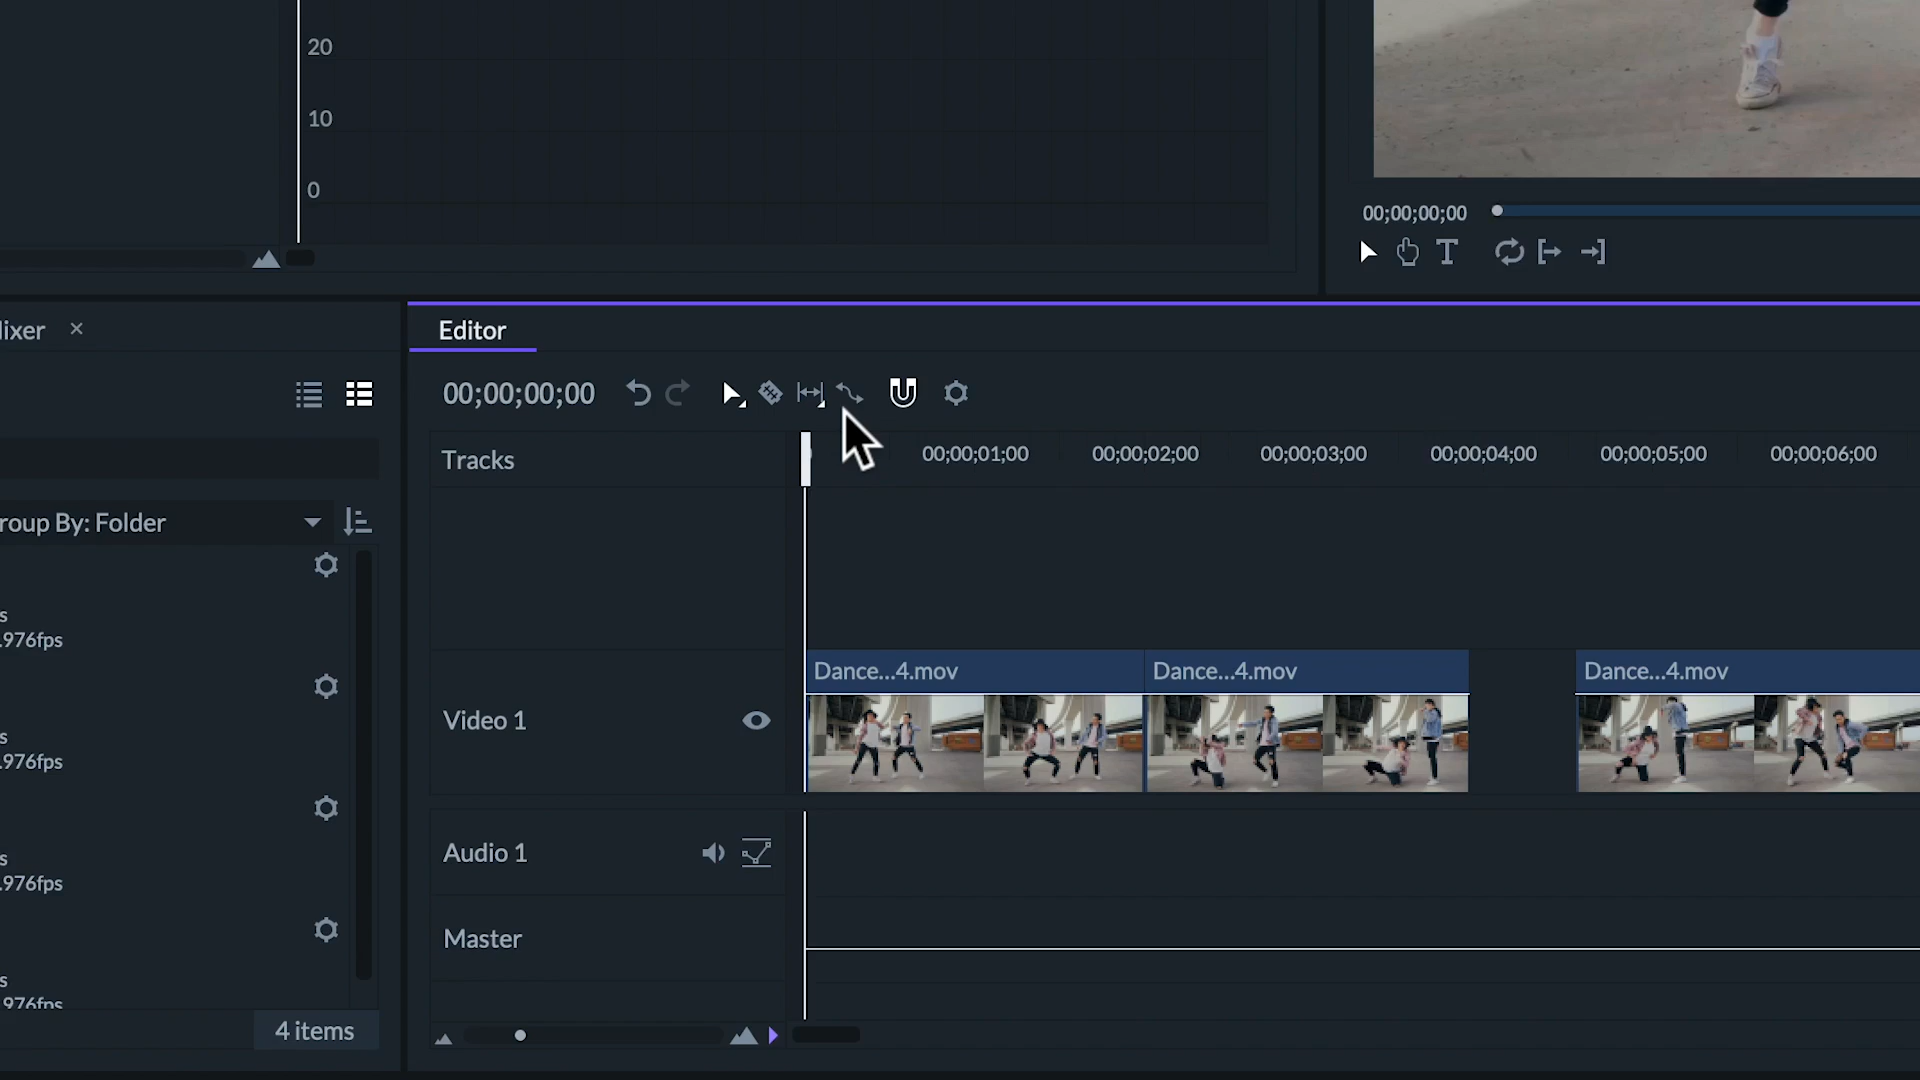 20
10
0
00;00;00;00
lixer
Editor
00;00;00;00
Tracks
00;00;01;00
00;00;02;00
00;00;03;00
00;00;04;00
00;00;05;00
00;00;06;00
roup By: Folder
s
.976fps
s
.976fps
s
.976fps
s
.976fps
4 items
Dance...4.mov
Dance...4.mov
Dance...4.mov
Video 1
Audio 1
Master